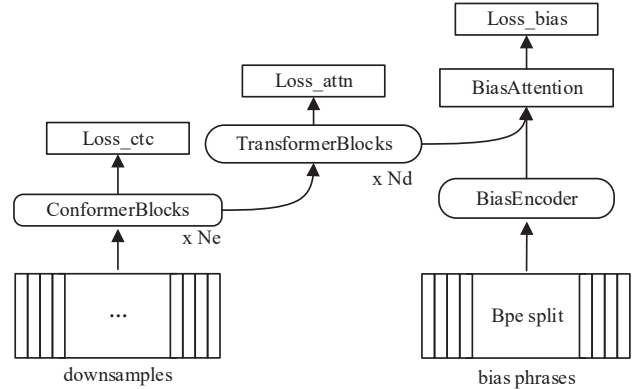 Loss_bias
Loss_attn
BiasAttention
Loss_ctc
TransformerBlocks
x Nd
ConformerBlocks
x Ne
BiasEncoder
...
Bpe split
downsamples
bias phrases